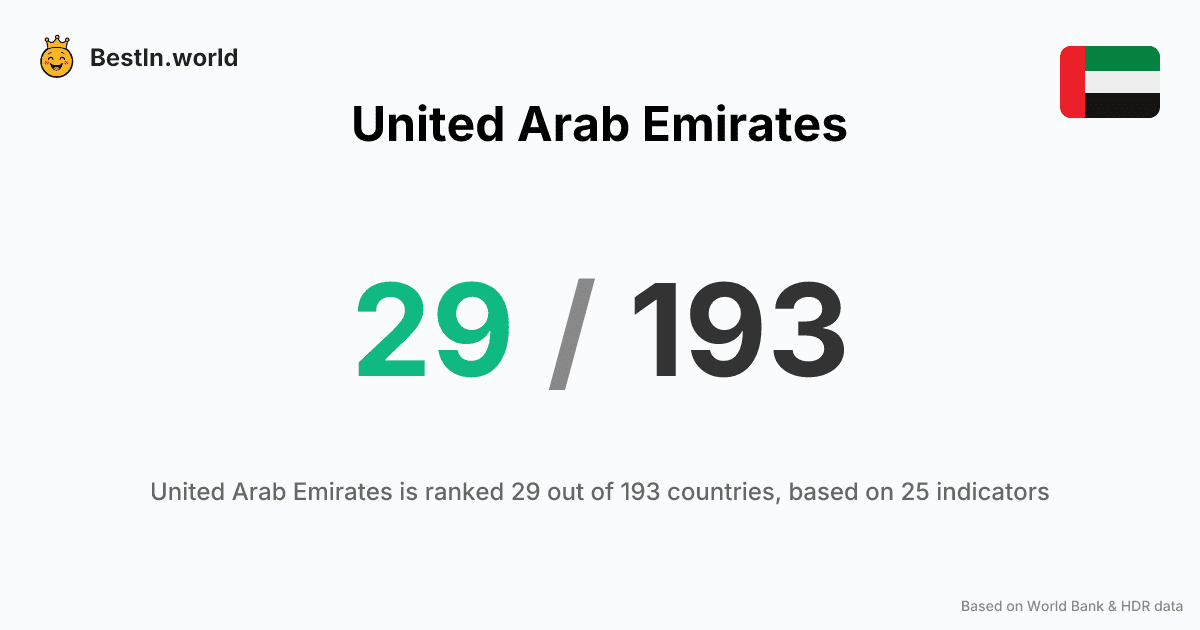 BestIn.world
United Arab Emirates
29 / 193
United Arab Emirates is ranked 29 out of 193 countries, based on 25 indicators
Based on World Bank & HDR data